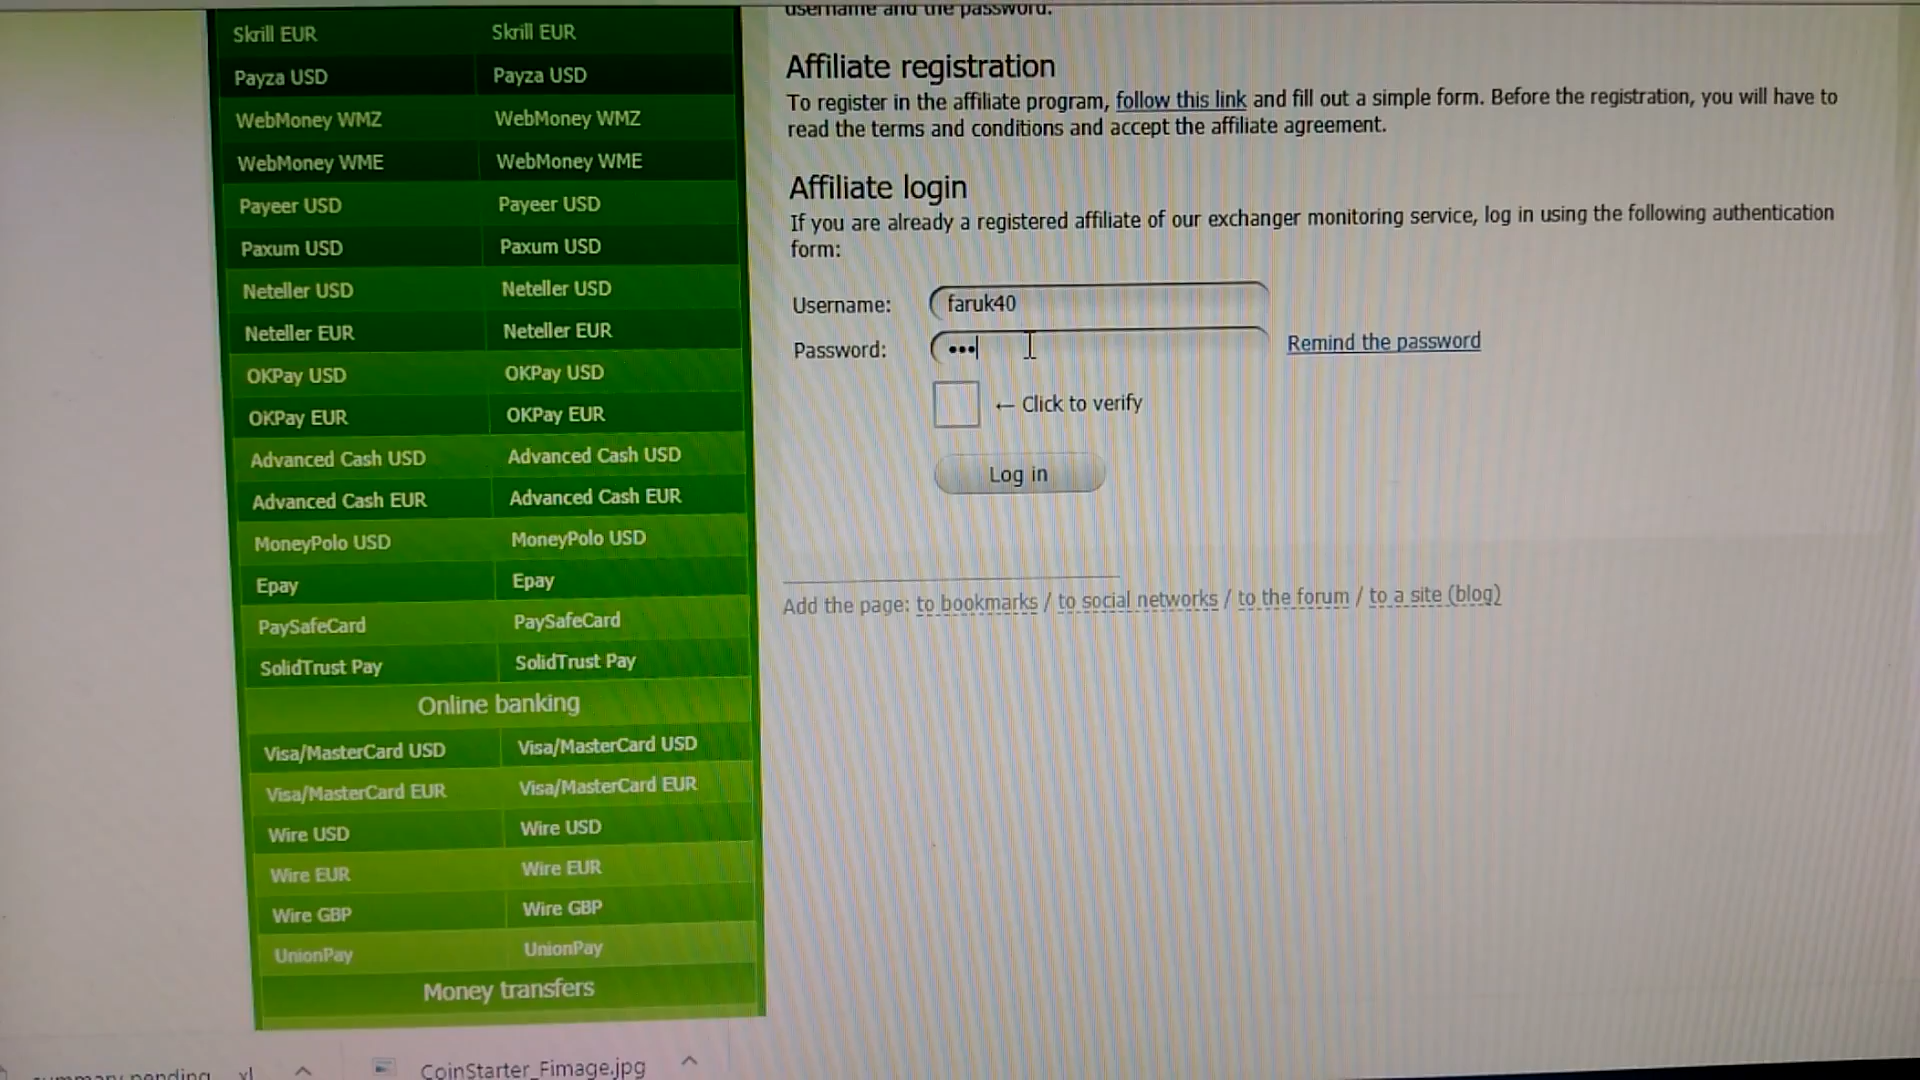 Skrill EUR Skrill EUR
Payza USD Payza USD
WebMoney WMZ WebMoney WMZ
WebMoney WME WebMoney WME
Payeer USD Payeer USD
Paxum USD Paxum USD
Neteller USD Neteller USD
Neteller EUR Neteller EUR
OKPay USD OKPay USD
OKPay EUR OKPay EUR
Advanced Cash USD Advanced Cash USD
Advanced Cash EUR Advanced Cash EUR
MoneyPolo USD MoneyPolo USD
Epay Epay
PaySafeCard PaySafeCard
SolidTrust Pay SolidTrust Pay
Online banking
Visa/MasterCard USD Visa/MasterCard USD
Visa/MasterCard EUR Visa/MasterCard EUR
Wire USD Wire USD
Wire EUR Wire EUR
Wire GBP Wire GBP
UnionPay UnionPay
Money transfers
username and the password.
Affiliate registration
To register in the affiliate program, follow this link and fill out a simple form. Before the registration, you will have to
read the terms and conditions and accept the affiliate agreement.
Affiliate login
If you are already a registered affiliate of our exchanger monitoring service, log in using the following authentication
form:
Username: faruk40
Password: ••• Remind the password
← Click to verify
Log in
Add the page: to bookmarks / to social networks / to the forum / to a site (blog)
CoinStarter_Fimage.jpg